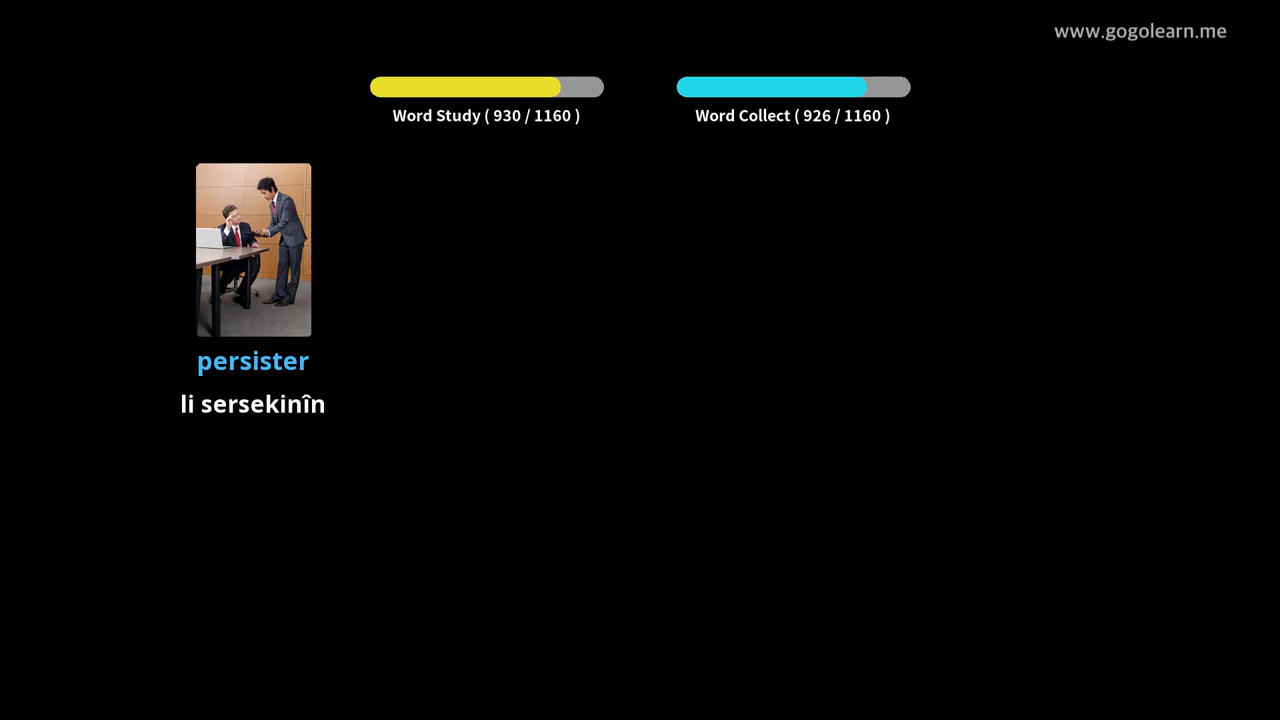 www.gogolearn.me
Word Study ( 930 / 1160 )
Word Collect ( 926 / 1160 )
persister
li sersekinîn